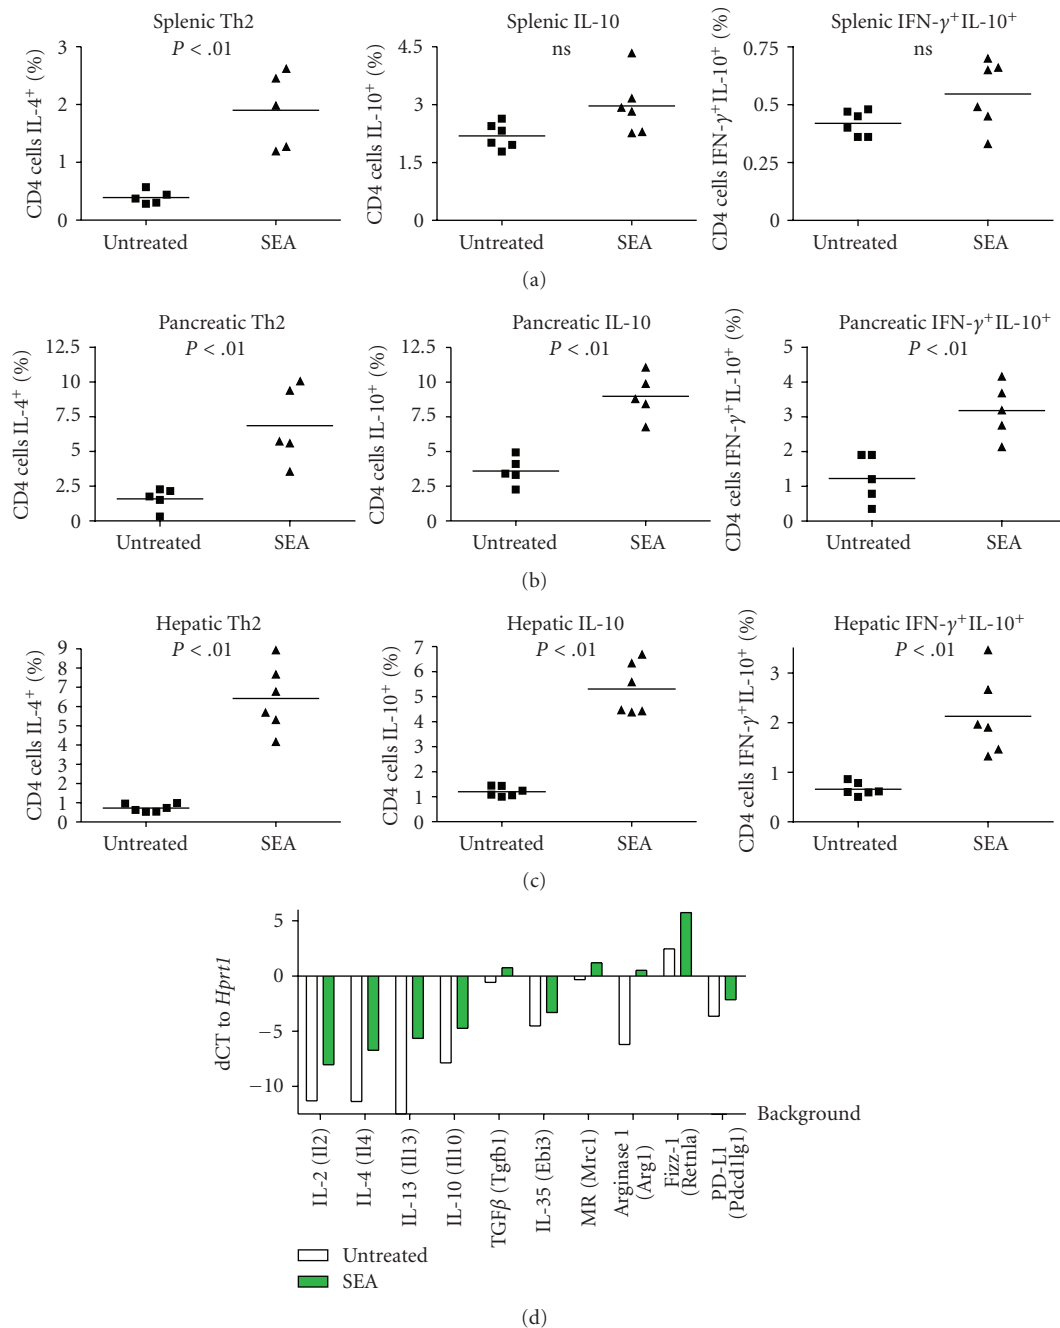 Splenic Th2
P < .01
CD4 cells IL-4+ (%)
3
2
1
0
Untreated
SEA
Splenic IL-10
ns
CD4 cells IL-10+ (%)
4.5
3
1.5
0
Untreated
SEA
Splenic IFN-γ+IL-10+
ns
CD4 cells IFN-γ+IL-10+ (%)
0.75
0.5
0.25
0
Untreated
SEA
(a)
Pancreatic Th2
P < .01
CD4 cells IL-4+ (%)
12.5
10
7.5
5
2.5
0
Untreated
SEA
Pancreatic IL-10
P < .01
CD4 cells IL-10+ (%)
12.5
10
7.5
5
2.5
0
Untreated
SEA
Pancreatic IFN-γ+IL-10+
P < .01
CD4 cells IFN-γ+IL-10+ (%)
5
4
3
2
1
0
Untreated
SEA
(b)
Hepatic Th2
P < .01
CD4 cells IL-4+ (%)
9
8
7
6
5
4
3
2
1
0
Untreated
SEA
Hepatic IL-10
P < .01
CD4 cells IL-10+ (%)
7
6
5
4
3
2
1
0
Untreated
SEA
Hepatic IFN-γ+IL-10+
P < .01
CD4 cells IFN-γ+IL-10+ (%)
3
2
1
0
Untreated
SEA
(c)
dCT to Hprt1
5
0
−5
−10
Background
IL-2 (Il2)
IL-4 (Il4)
IL-13 (Il13)
IL-10 (Il10)
TGFβ (Tgfb1)
IL-35 (Ebi3)
MR (Mrc1)
Arginase 1
(Arg1)
Fizz-1
(Retnla)
PD-L1
(Pdcd1lg1)
Untreated
SEA
(d)